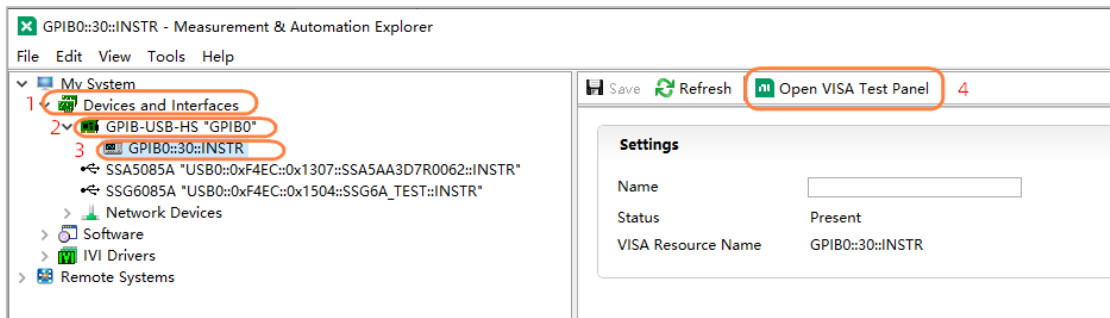 GPIB0::30::INSTR - Measurement & Automation Explorer
File Edit View Tools Help
My System
1 Devices and Interfaces
2 GPIB-USB-HS "GPIB0"
3 GPIB0::30::INSTR
SSA5085A "USB0::0xF4EC::0x1307::SSA5AA3D7R0062::INSTR"
SSG6085A "USB0::0xF4EC::0x1504::SSG6A_TEST::INSTR"
Network Devices
Software
IVI Drivers
Remote Systems
Save Refresh Open VISA Test Panel 4
Settings
Name
Status Present
VISA Resource Name GPIB0::30::INSTR